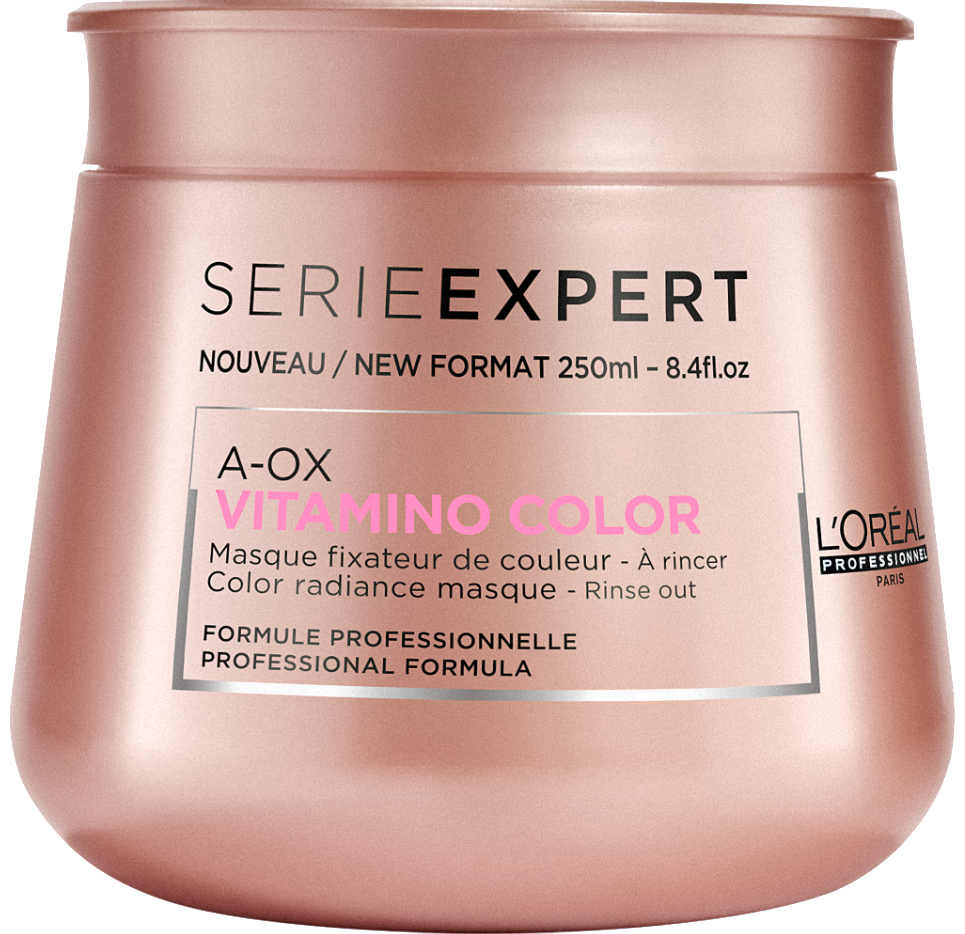 SERIEEXPERT
NOUVEAU / NEW FORMAT 250ml – 8.4fl.oz
A-OX
VITAMINO COLOR
Masque fixateur de couleur - À rincer
Color radiance masque - Rinse out
FORMULE PROFESSIONNELLE
PROFESSIONAL FORMULA
L'ORÉAL
PROFESSIONNEL
PARIS